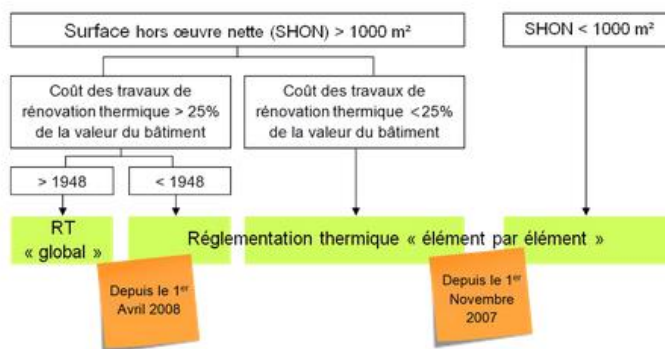 Surface hors œuvre nette (SHON) > 1000 m²
SHON < 1000 m²
Coût des travaux de
rénovation thermique > 25%
de la valeur du bâtiment
Coût des travaux de
rénovation thermique <25%
de la valeur du bâtiment
> 1948
< 1948
RT
« global »
Réglementation thermique « élément par élément »
Depuis le 1er
Avril 2008
Depuis le 1er
Novembre
2007